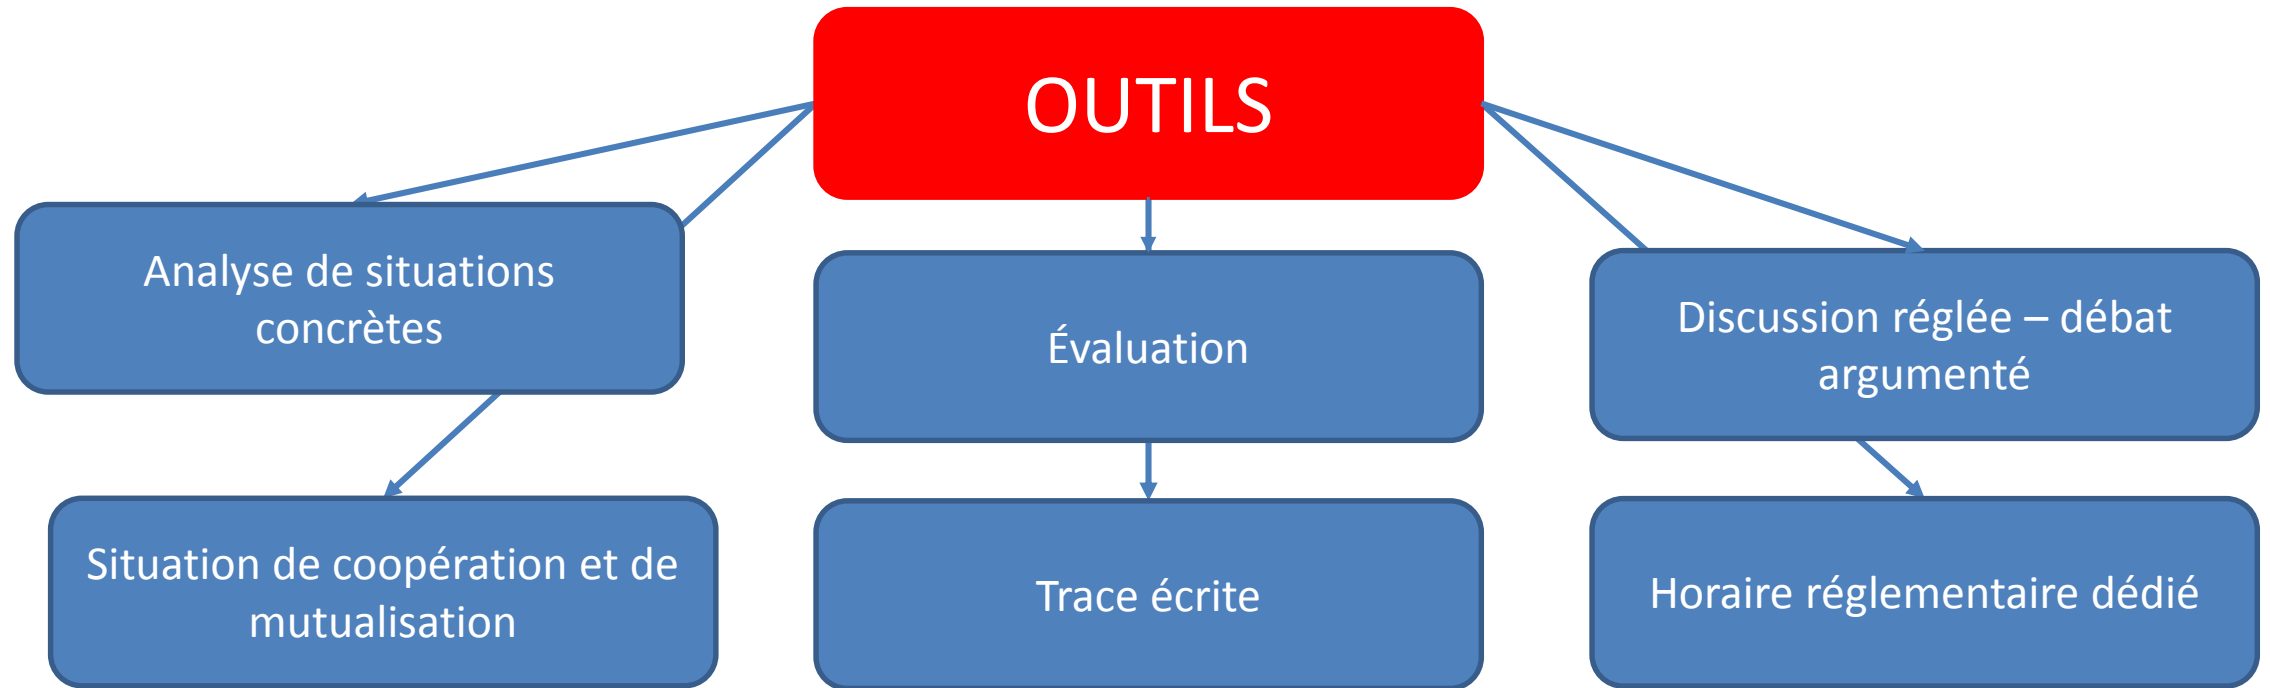 OUTILS
Analyse de situations
concrètes
Évaluation
Discussion réglée – débat
argumenté
Situation de coopération et de
mutualisation
Trace écrite
Horaire réglementaire dédié